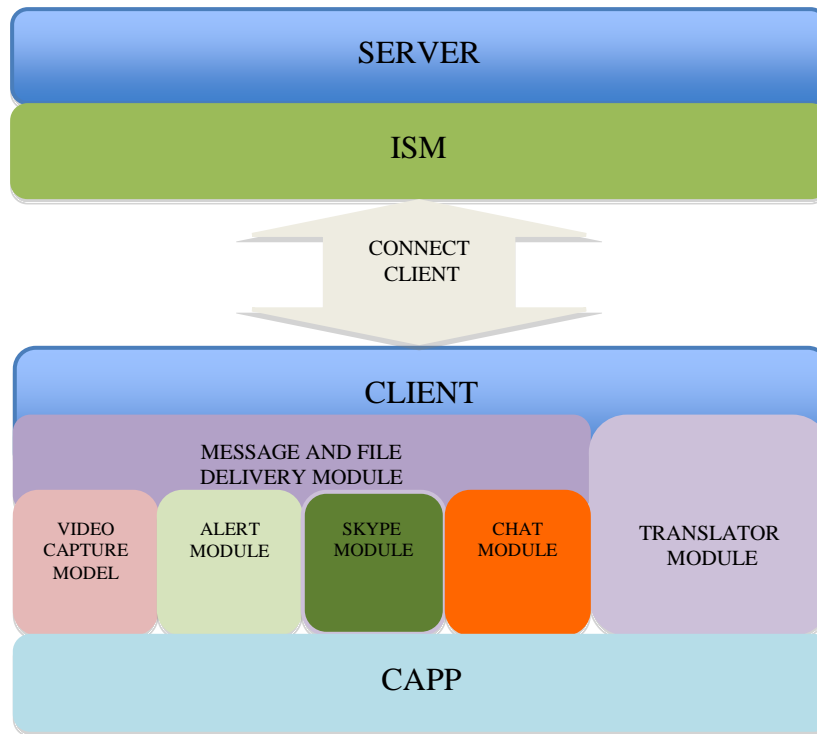 SERVER
ISM
CONNECT
CLIENT
CLIENT
MESSAGE AND FILE
DELIVERY MODULE
VIDEO
CAPTURE
MODEL
ALERT
MODULE
SKYPE
MODULE
CHAT
MODULE
TRANSLATOR
MODULE
CAPP